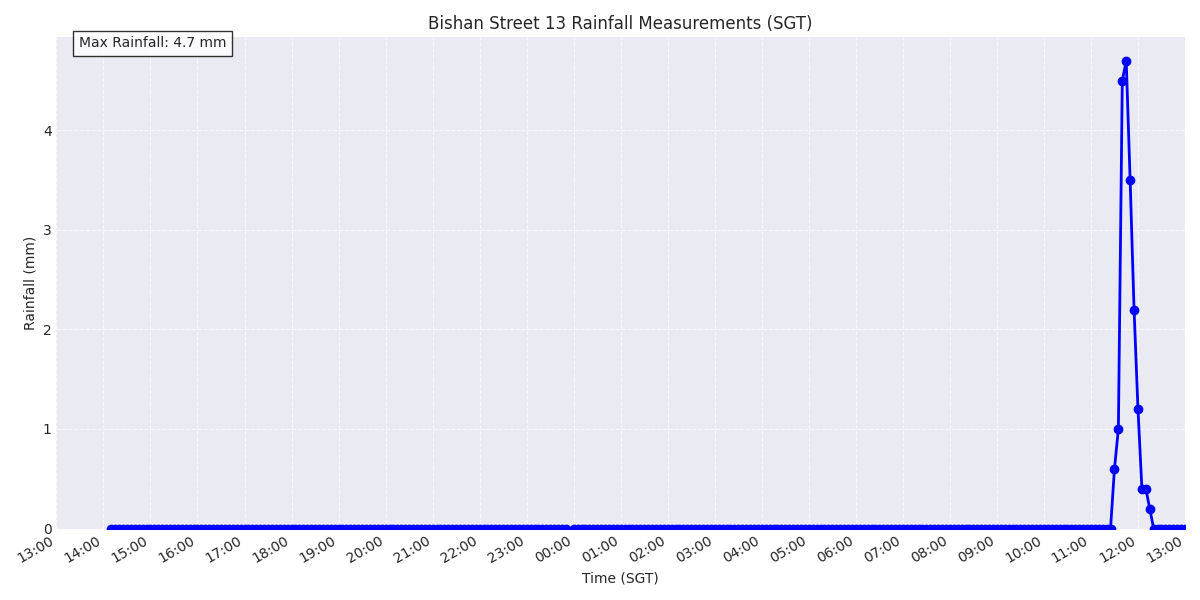 Bishan Street 13 Rainfall Measurements (SGT)
Max Rainfall: 4.7 mm
Rainfall (mm)
4
3
2
1
0
13:00 14:00 15:00 16:00 17:00 18:00 19:00 20:00 21:00 22:00 23:00 00:00 01:00 02:00 03:00 04:00 05:00 06:00 07:00 08:00 09:00 10:00 11:00 12:00 13:00
Time (SGT)